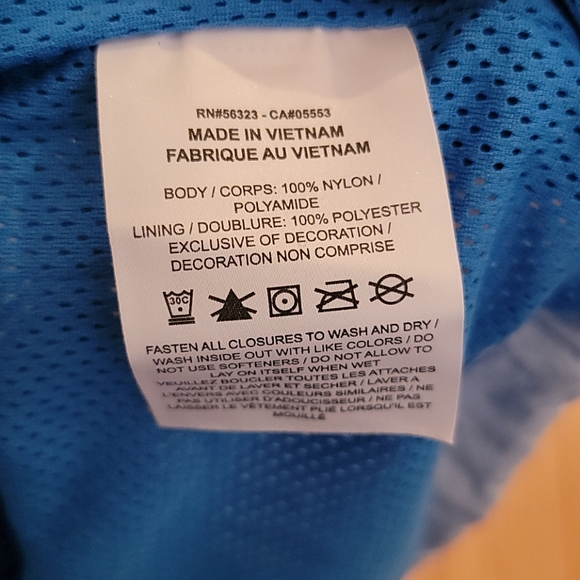 RN#56323 - CA#05553
MADE IN VIETNAM
FABRIQUE AU VIETNAM
BODY / CORPS: 100% NYLON /
POLYAMIDE
LINING / DOUBLURE: 100% POLYESTER
EXCLUSIVE OF DECORATION /
DECORATION NON COMPRISE
30C
FASTEN ALL CLOSURES TO WASH AND DRY /
WASH INSIDE OUT WITH LIKE COLORS / DO
NOT USE SOFTENERS / DO NOT ALLOW TO
LAY ON ITSELF WHEN WET
VEUILLEZ BOUCLER TOUTES LES ATTACHES
AVANT DE LAVER ET SECHER / LAVER A
L'ENVERS AVEC COULEURS SIMILAIRES / NE
PAS UTILISER D'ADOUCISSEUR / NE PAS
LAISSER LE VÊTEMENT PLIÉ LORSQU'IL EST
MOUILLÉ